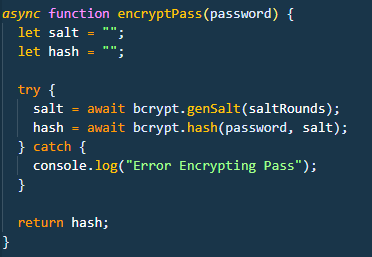 async function encryptPass(password) {
  let salt = "";
  let hash = "";

  try {
    salt = await bcrypt.genSalt(saltRounds);
    hash = await bcrypt.hash(password, salt);
  } catch {
    console.log("Error Encrypting Pass");
  }

  return hash;
}